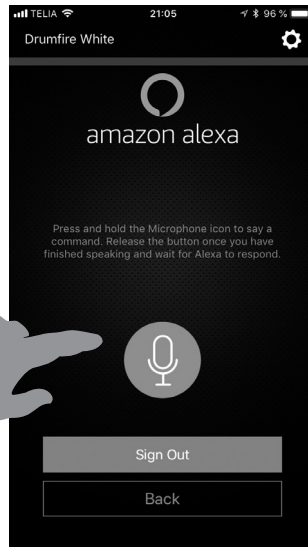 TELIA 21:05 96 %
Drumfire White
amazon alexa
Press and hold the Microphone icon to say a
command. Release the button once you have
finished speaking and wait for Alexa to respond.
Sign Out
Back